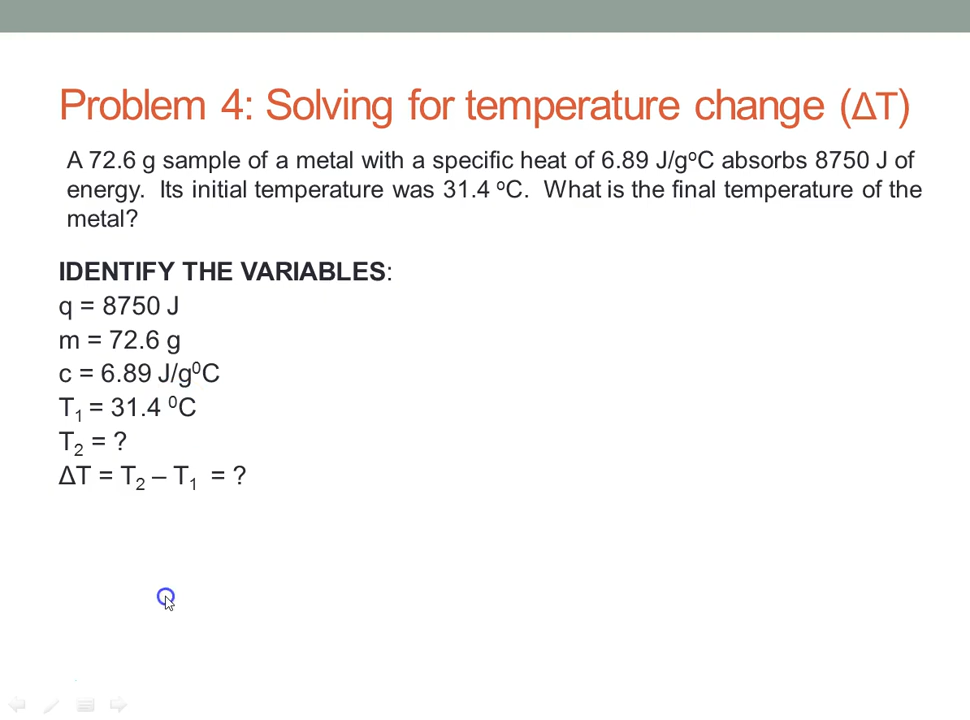 Problem 4: Solving for temperature change (ΔT)
A 72.6 g sample of a metal with a specific heat of 6.89 J/gºC absorbs 8750 J of
energy. Its initial temperature was 31.4 ºC. What is the final temperature of the
metal?
IDENTIFY THE VARIABLES:
q = 8750 J
m = 72.6 g
c = 6.89 J/g⁰C
T₁ = 31.4 ⁰C
T₂ = ?
ΔT = T₂ – T₁ = ?